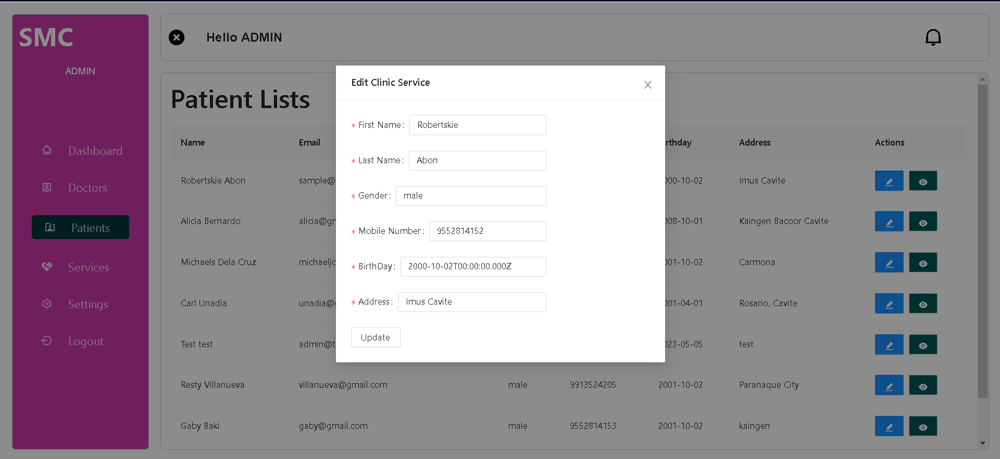 SMC
ADMIN
Dashboard
Doctors
Patients
Services
Settings
Logout
Hello ADMIN
Patient Lists
Name Email rthday Address Actions
Robertskie Abon sample@ 00-10-02 Imus Cavite
Alicia Bernardo 08-10-01 Kaingen Bacoor Cavite
Michaels Dela Cruz 01-10-02 Carmona
Carl Unadia unadia@ 01-04-01 Rosario, Cavite
Test test admin@t 023-05-05 test
Resty Villanueva villanueva@gmail.com male 9913524205 2001-10-02 Paranaque City
Gaby Baki gaby@gmail.com male 9552814153 2001-10-02 kaingen
Edit Clinic Service
* First Name: Robertskie
* Last Name: Abon
* Gender: male
* Mobile Number: 9552814152
* BirthDay: 2000-10-02T00:00:00.000Z
* Address: Imus Cavite
Update